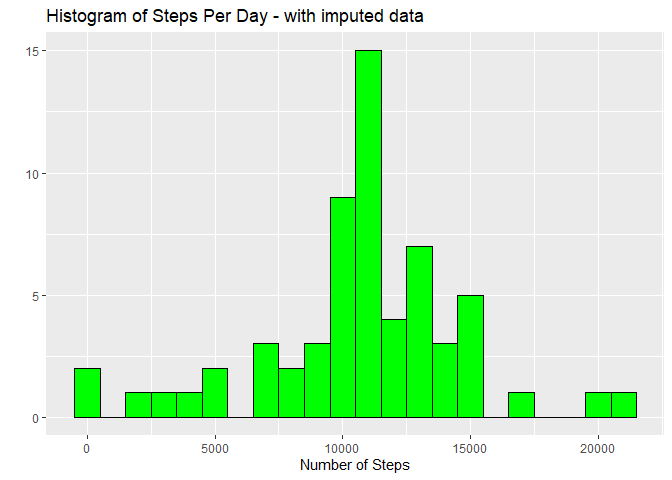 Histogram of Steps Per Day - with imputed data
15
10
5
0
0 5000 10000 15000 20000
Number of Steps